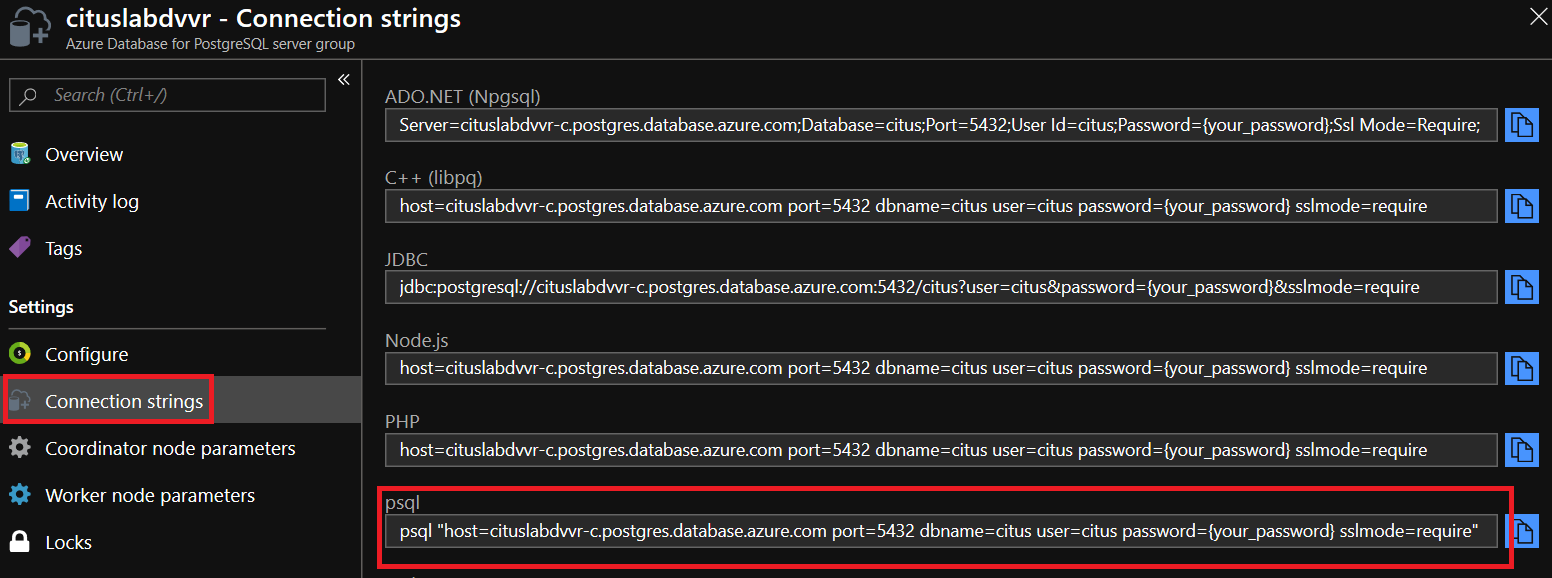 cituslabdvvr - Connection strings
Azure Database for PostgreSQL server group
Search (Ctrl+/)
Overview
Activity log
Tags
Settings
Configure
Connection strings
Coordinator node parameters
Worker node parameters
Locks
ADO.NET (Npgsql)
Server=cituslabdvvr-c.postgres.database.azure.com;Database=citus;Port=5432;User Id=citus;Password={your_password};Ssl Mode=Require;
C++ (libpq)
host=cituslabdvvr-c.postgres.database.azure.com port=5432 dbname=citus user=citus password={your_password} sslmode=require
JDBC
jdbc:postgresql://cituslabdvvr-c.postgres.database.azure.com:5432/citus?user=citus&password={your_password}&sslmode=require
Node.js
host=cituslabdvvr-c.postgres.database.azure.com port=5432 dbname=citus user=citus password={your_password} sslmode=require
PHP
host=cituslabdvvr-c.postgres.database.azure.com port=5432 dbname=citus user=citus password={your_password} sslmode=require
psql
psql "host=cituslabdvvr-c.postgres.database.azure.com port=5432 dbname=citus user=citus password={your_password} sslmode=require"